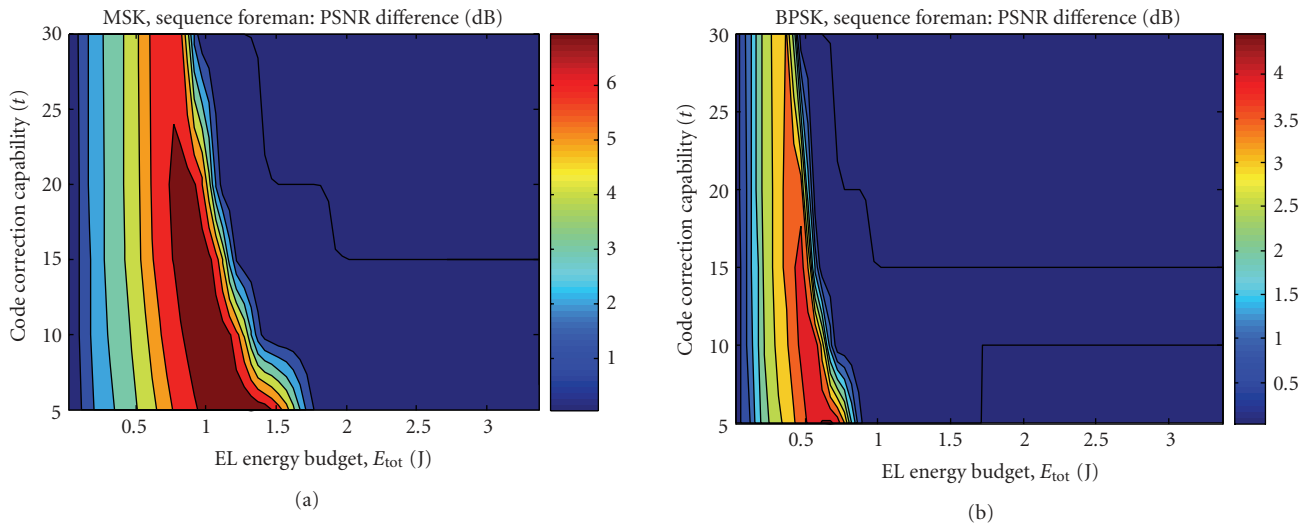 MSK, sequence foreman: PSNR difference (dB)
30
25
20
15
10
5
Code correction capability (t)
0.5 1 1.5 2 2.5 3
EL energy budget, Etot (J)
6
5
4
3
2
1
(a)
BPSK, sequence foreman: PSNR difference (dB)
30
25
20
15
10
5
Code correction capability (t)
0.5 1 1.5 2 2.5 3
EL energy budget, Etot (J)
4
3.5
3
2.5
2
1.5
1
0.5
(b)